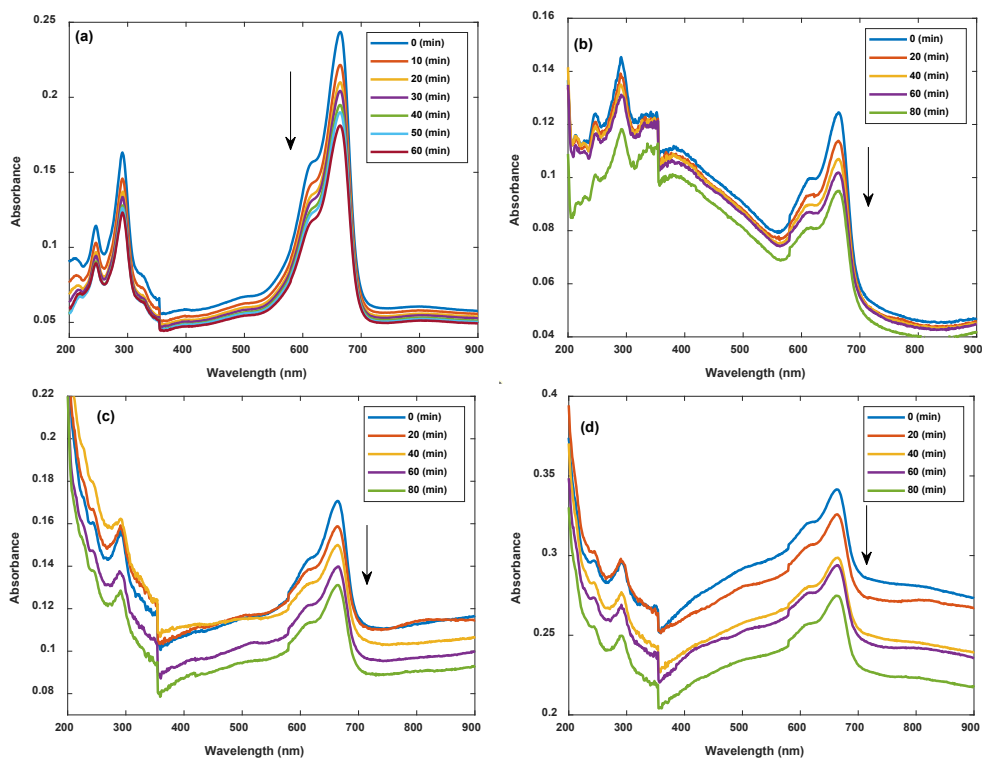 (a)
0 (min)
10 (min)
20 (min)
30 (min)
40 (min)
50 (min)
60 (min)
0.25
0.2
0.15
0.1
0.05
Absorbance
200 300 400 500 600 700 800 900
Wavelength (nm)
(b)
0 (min)
20 (min)
40 (min)
60 (min)
80 (min)
0.16
0.14
0.12
0.1
0.08
0.06
0.04
Absorbance
200 300 400 500 600 700 800 900
Wavelength (nm)
(c)
0 (min)
20 (min)
40 (min)
60 (min)
80 (min)
0.22
0.2
0.18
0.16
0.14
0.12
0.1
0.08
Absorbance
200 300 400 500 600 700 800 900
Wavelength (nm)
(d)
0 (min)
20 (min)
40 (min)
60 (min)
80 (min)
0.4
0.35
0.3
0.25
0.2
Absorbance
200 300 400 500 600 700 800 900
Wavelength (nm)